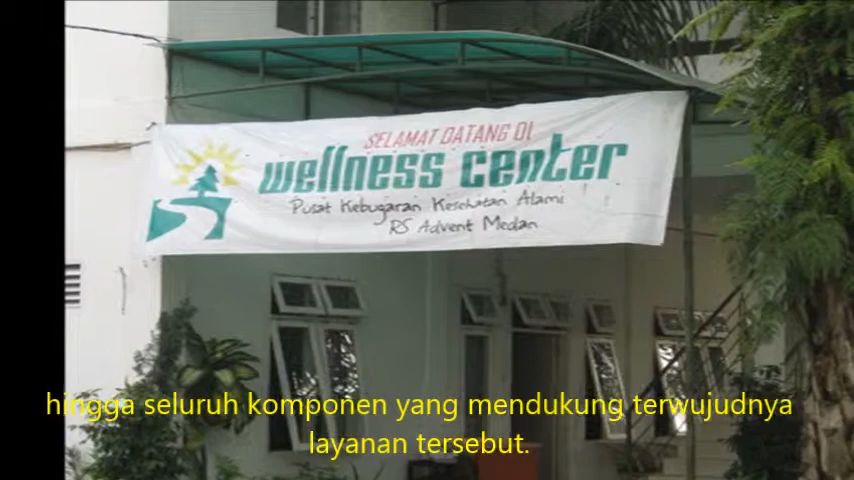 SELAMAT DATANG DI
wellness center
Pusat Kebugaran Kesehatan Alami
RS Advent Medan
hingga seluruh komponen yang mendukung terwujudnya
layanan tersebut.